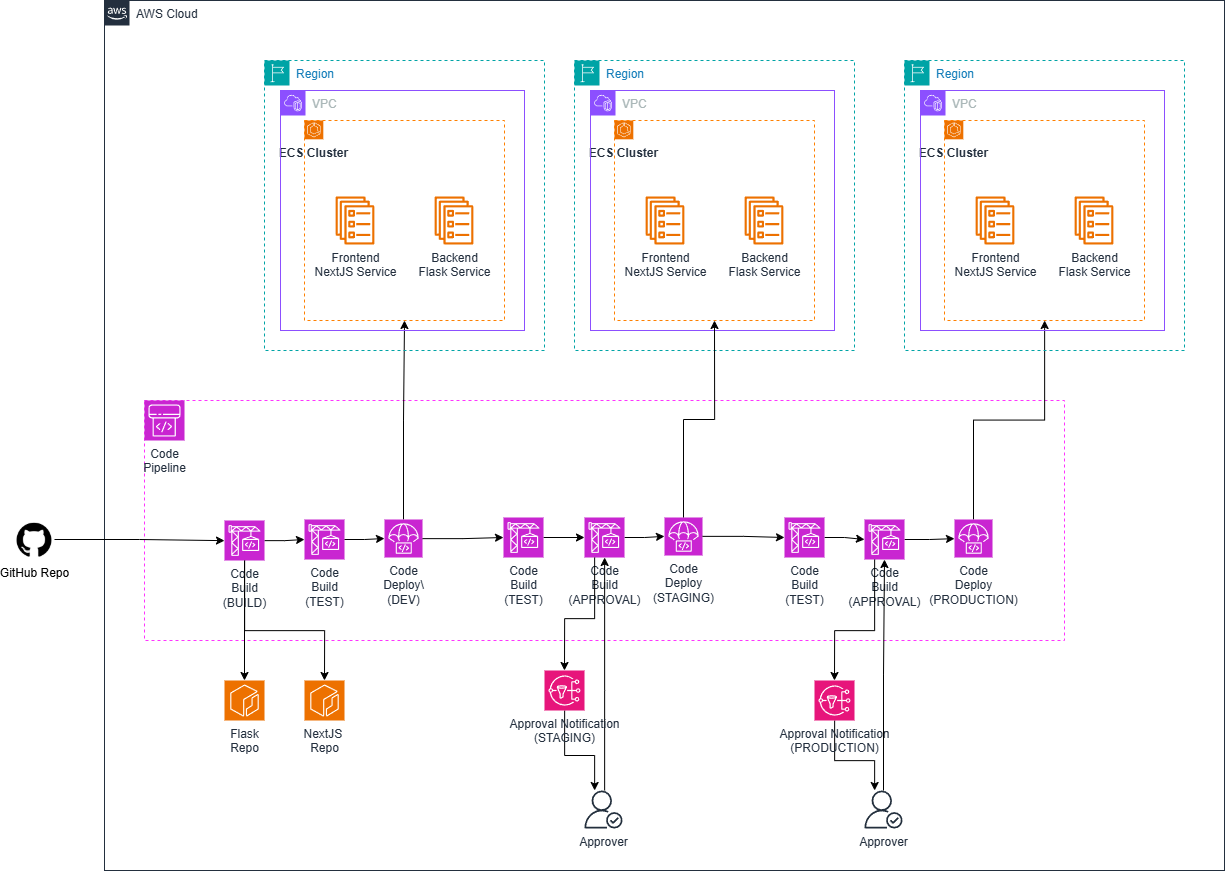 aws
AWS Cloud
Region
VPC
ECS Cluster
Frontend
NextJS Service
Backend
Flask Service
Region
VPC
ECS Cluster
Frontend
NextJS Service
Backend
Flask Service
Region
VPC
ECS Cluster
Frontend
NextJS Service
Backend
Flask Service
Code
Pipeline
GitHub Repo
Code
Build
(BUILD)
Code
Build
(TEST)
Code
Deploy\
(DEV)
Code
Build
(TEST)
Code
Build
(APPROVAL)
Code
Deploy
(STAGING)
Code
Build
(TEST)
Code
Build
(APPROVAL)
Code
Deploy
(PRODUCTION)
Flask
Repo
NextJS
Repo
Approval Notification
(STAGING)
Approval Notification
(PRODUCTION)
Approver
Approver